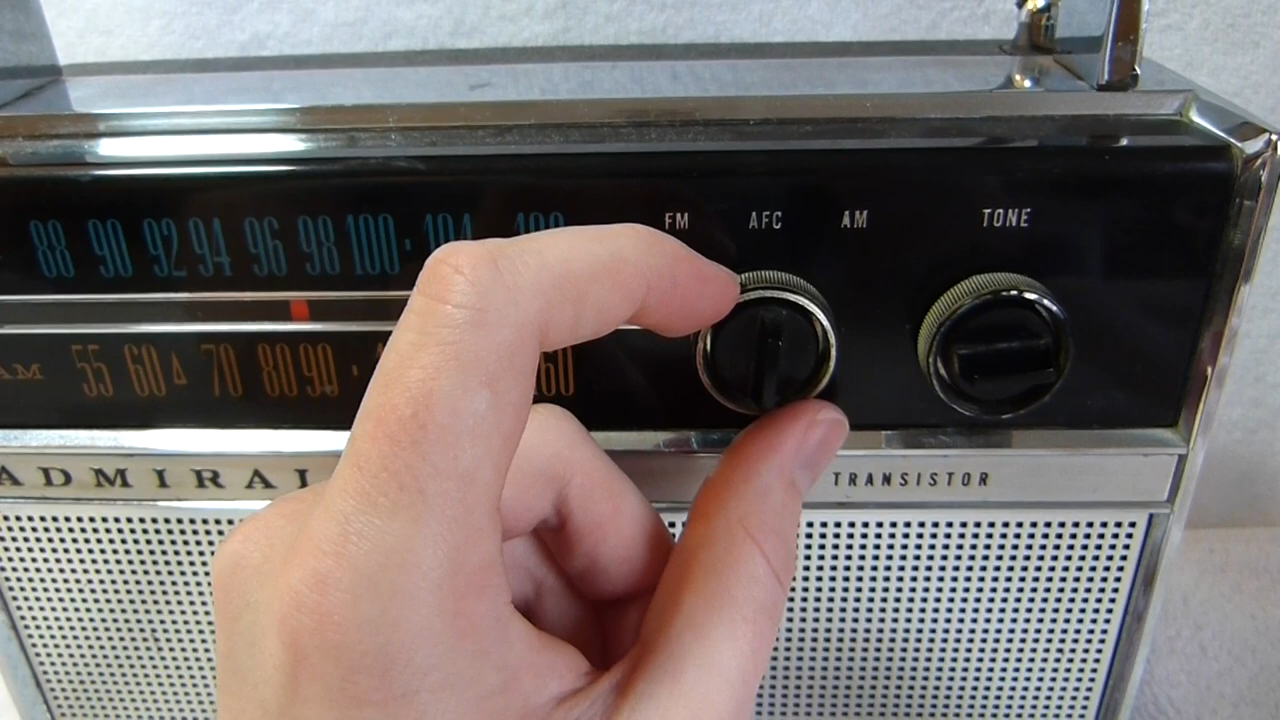 FM AFC AM TONE
88 90 92 94 96 98 100 · 104
AM 55 60 70 80 90 ·
ADMIRAL
TRANSISTOR